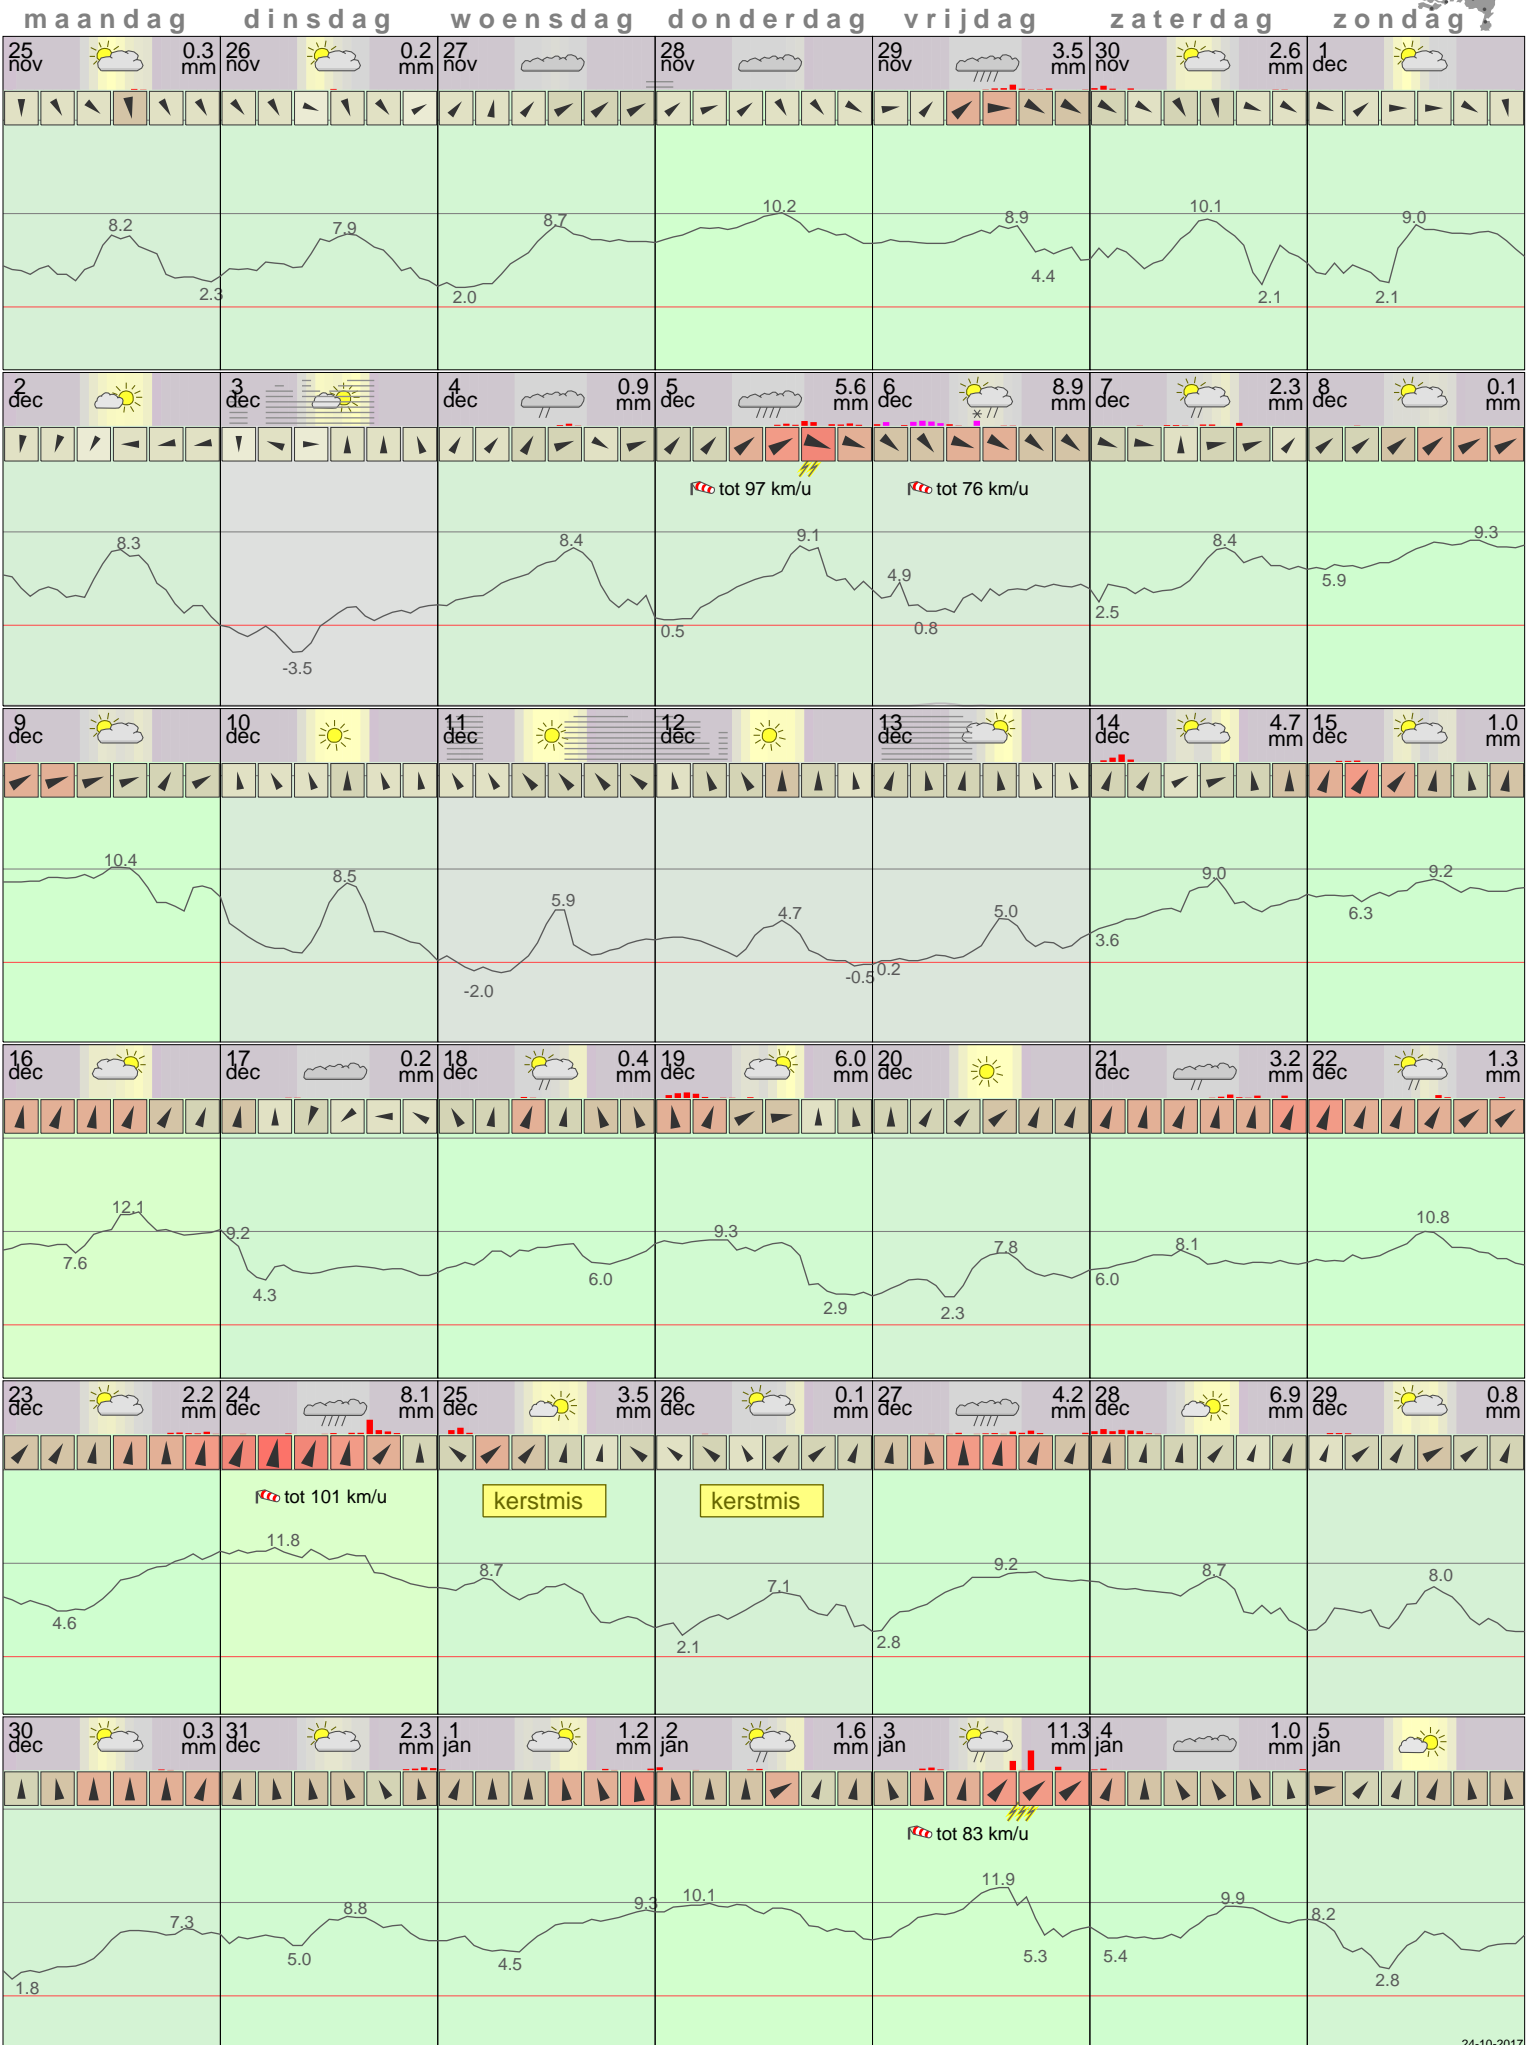 maandag dinsdag woensdag donderdag vrijdag zaterdag zondag
25 nov 0.3 mm 26 nov 0.2 mm 27 nov 28 nov 29 nov 3.5 mm 30 nov 2.6 mm 1 dec
8.2 2.3 7.9 2.0 8.7 10.2 8.9 4.4 10.1 2.1 2.1 9.0
2 dec 3 dec 4 dec 0.9 mm 5 dec 5.6 mm 6 dec 8.9 mm 7 dec 2.3 mm 8 dec 0.1 mm
tot 97 km/u tot 76 km/u
8.3 -3.5 8.4 0.5 9.1 4.9 0.8 2.5 8.4 5.9 9.3
9 dec 10 dec 11 dec 12 dec 13 dec 14 dec 4.7 mm 15 dec 1.0 mm
10.4 8.5 -2.0 5.9 4.7 -0.5 0.2 5.0 3.6 9.0 6.3 9.2
16 dec 17 dec 0.2 mm 18 dec 0.4 mm 19 dec 6.0 mm 20 dec 21 dec 3.2 mm 22 dec 1.3 mm
7.6 12.1 9.2 4.3 6.0 9.3 2.9 2.3 7.8 6.0 8.1 10.8
23 dec 2.2 mm 24 dec 8.1 mm 25 dec 3.5 mm 26 dec 0.1 mm 27 dec 4.2 mm 28 dec 6.9 mm 29 dec 0.8 mm
tot 101 km/u kerstmis kerstmis
4.6 11.8 8.7 2.1 7.1 2.8 9.2 8.7 8.0
30 dec 0.3 mm 31 dec 2.3 mm 1 jan 1.2 mm 2 jan 1.6 mm 3 jan 11.3 mm 4 jan 1.0 mm 5 jan
tot 83 km/u
1.8 7.3 5.0 8.8 4.5 9.3 10.1 11.9 5.3 5.4 9.9 8.2 2.8
24-10-2017